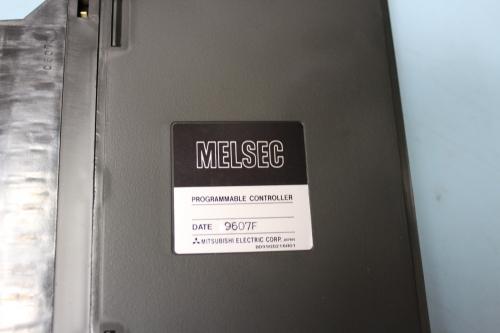 MELSEC
PROGRAMMABLE CONTROLLER
DATE 9607F
MITSUBISHI ELECTRIC CORP. JAPAN